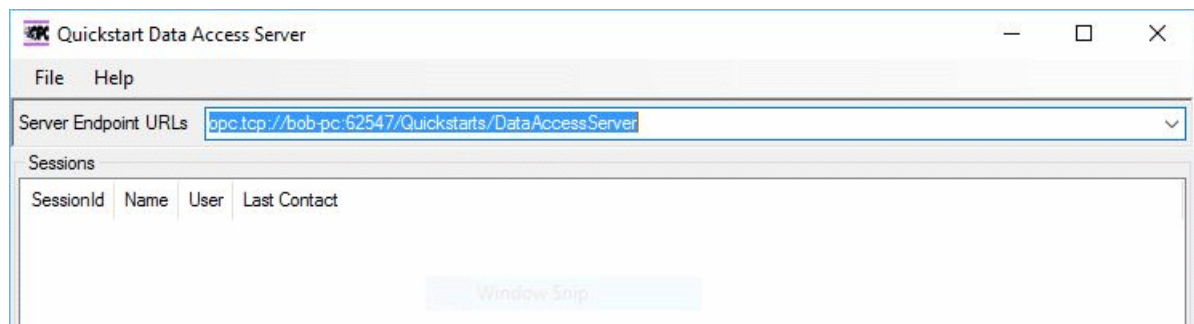 Quickstart Data Access Server
File Help
Server Endpoint URLs opc.tcp://bob-pc:62547/Quickstarts/DataAccessServer
Sessions
SessionId Name User Last Contact
Window Snip